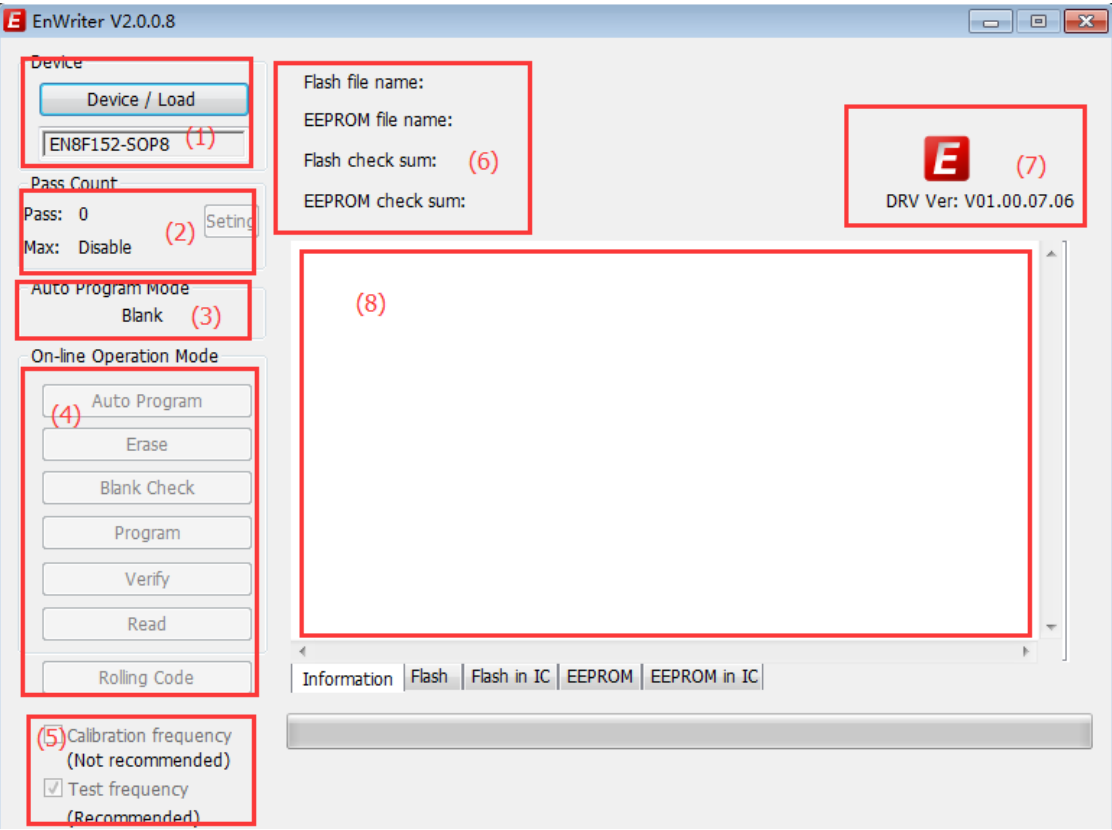 E EnWriter V2.0.0.8
Device
Device / Load
EN8F152-SOP8 (1)
Pass Count
Pass: 0
Seting
(2)
Max: Disable
Auto Program Mode
Blank (3)
On-line Operation Mode
(4)
Auto Program
Erase
Blank Check
Program
Verify
Read
Rolling Code
(5) Calibration frequency
(Not recommended)
Test frequency
(Recommended)
Flash file name:
EEPROM file name:
Flash check sum: (6)
EEPROM check sum:
E (7)
DRV Ver: V01.00.07.06
(8)
Information Flash Flash in IC EEPROM EEPROM in IC